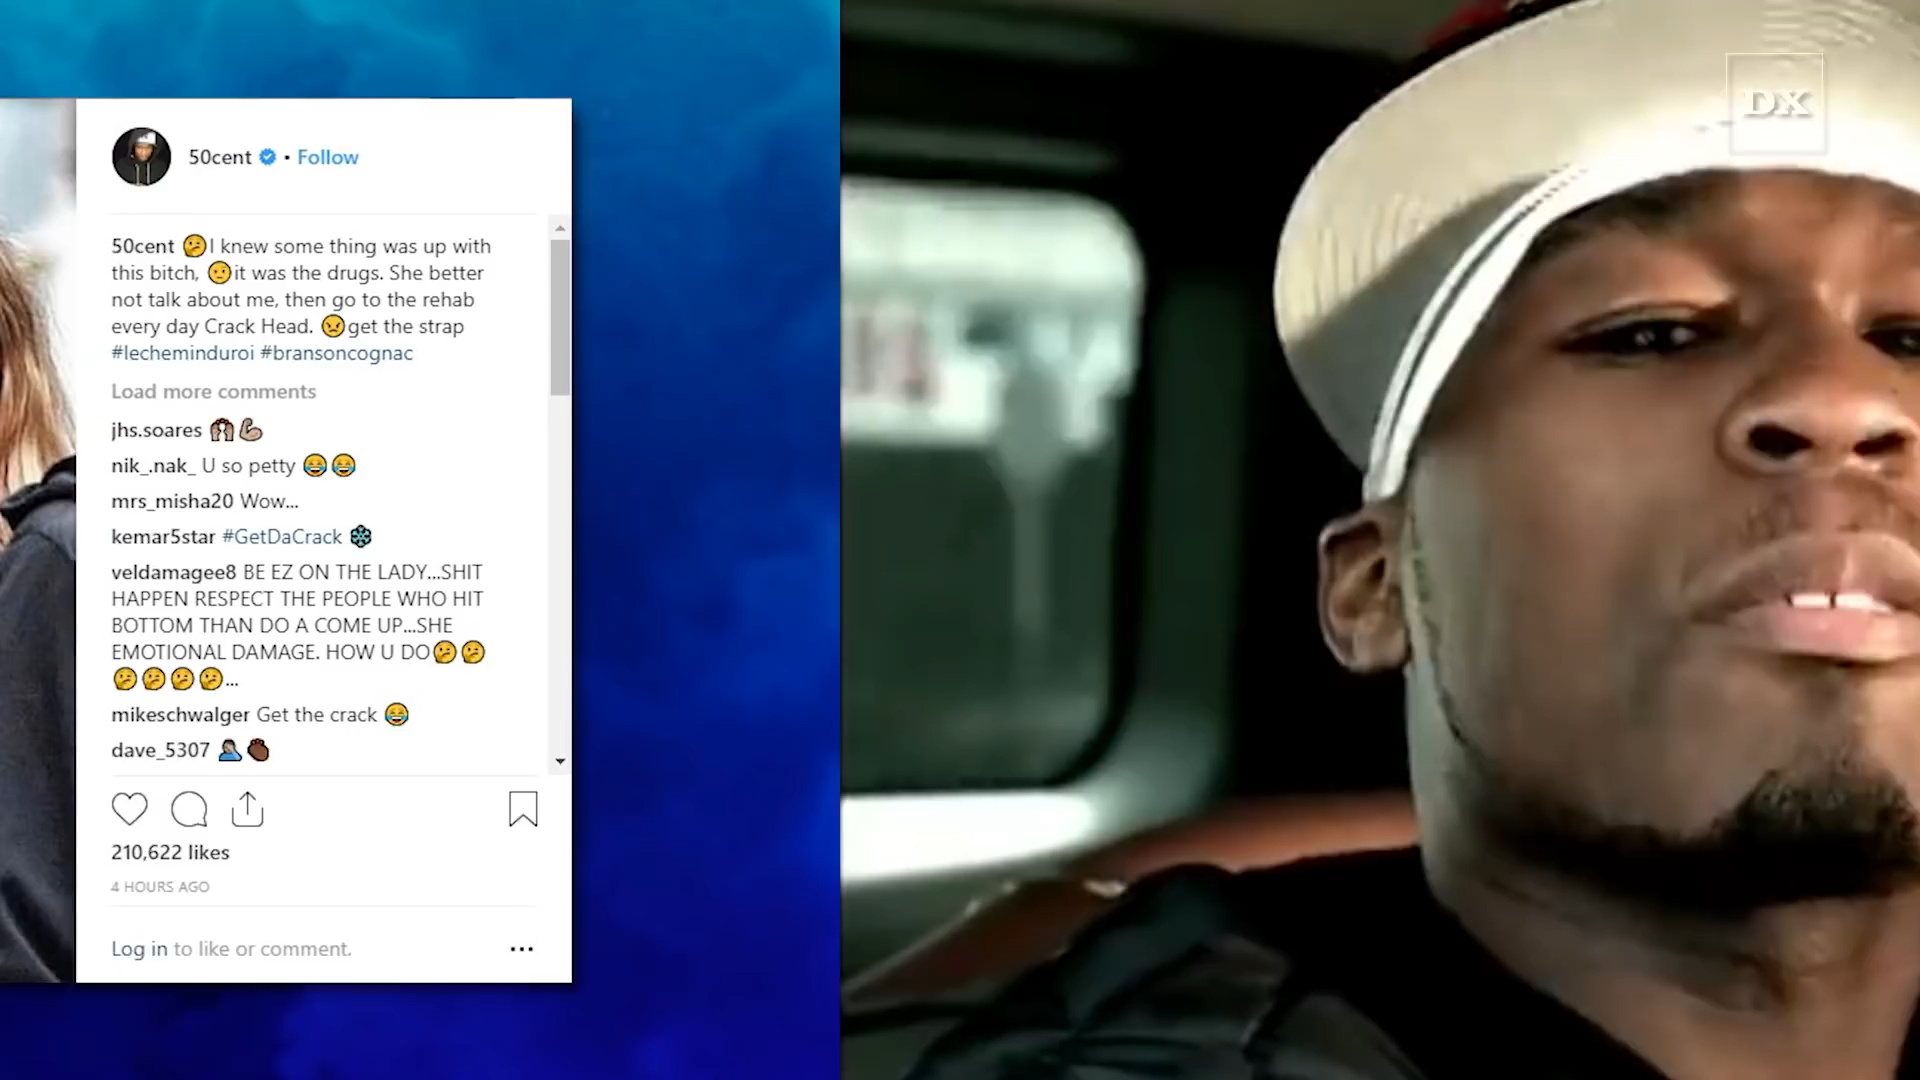 50cent • Follow
50cent 🤔I knew some thing was up with
this bitch, 🤨it was the drugs. She better
not talk about me, then go to the rehab
every day Crack Head. 😠get the strap
#lecheminduroi #bransoncognac
Load more comments
jhs.soares 🙌🏽💪🏽
nik_.nak_ U so petty 😂😂
mrs_misha20 Wow...
kemar5star #GetDaCrack ❄
veldamagee8 BE EZ ON THE LADY...SHIT
HAPPEN RESPECT THE PEOPLE WHO HIT
BOTTOM THAN DO A COME UP...SHE
EMOTIONAL DAMAGE. HOW U DO🤔🤔
🤔🤔🤔🤔...
mikeschwalger Get the crack 😂
dave_5307
210,622 likes
4 HOURS AGO
Log in to like or comment.
DX